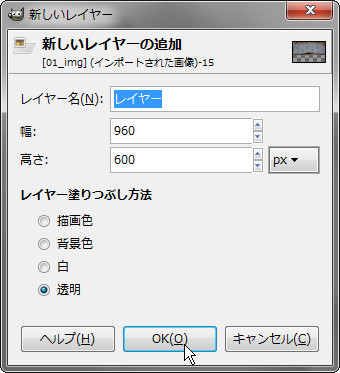 新しいレイヤー
新しいレイヤーの追加
[01_img] (インポートされた画像)-15
レイヤー名(N): レイヤー
幅: 960
高さ: 600 px
レイヤー塗りつぶし方法
描画色
背景色
白
透明
ヘルプ(H) OK(O) キャンセル(C)